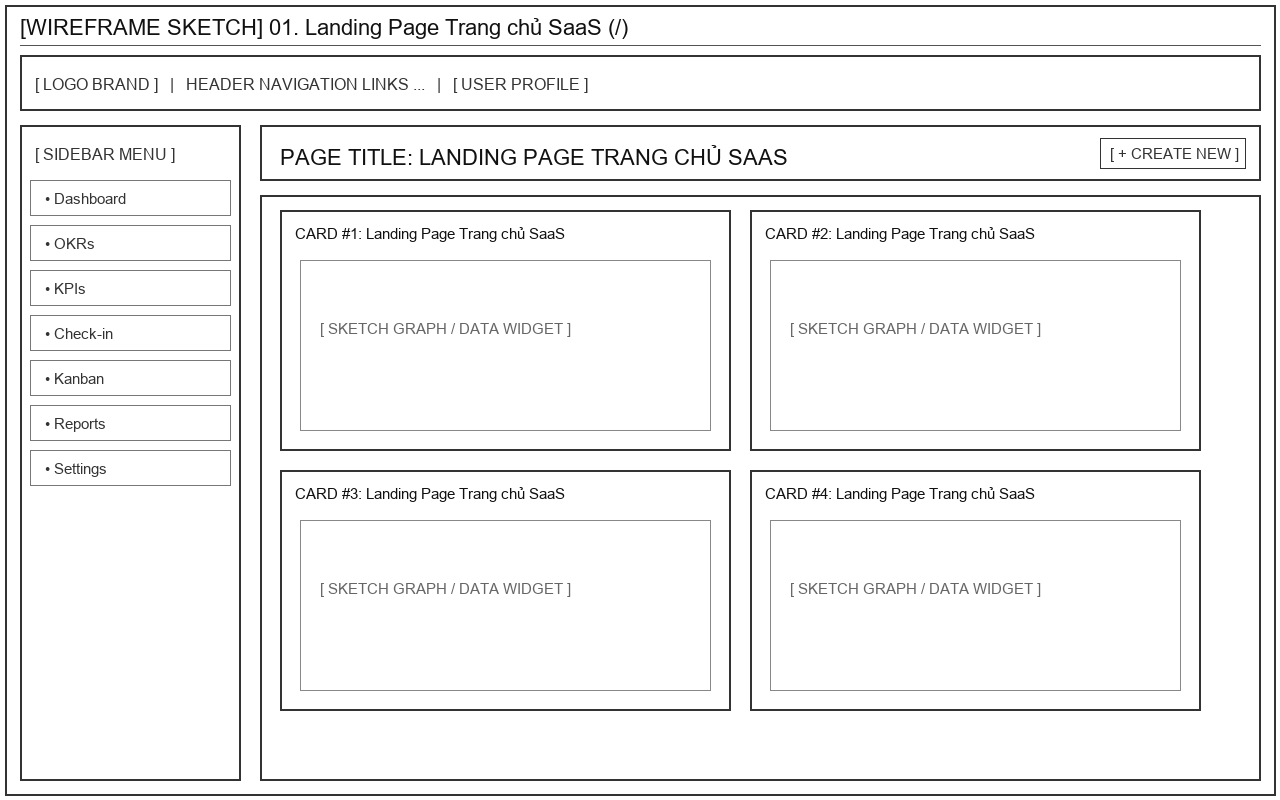 [WIREFRAME SKETCH] 01. Landing Page Trang chủ SaaS (/)
[ LOGO BRAND ] | HEADER NAVIGATION LINKS ... | [ USER PROFILE ]
[ SIDEBAR MENU ]
• Dashboard
• OKRs
• KPIs
• Check-in
• Kanban
• Reports
• Settings
PAGE TITLE: LANDING PAGE TRANG CHỦ SAAS
[ + CREATE NEW ]
CARD #1: Landing Page Trang chủ SaaS
[ SKETCH GRAPH / DATA WIDGET ]
CARD #2: Landing Page Trang chủ SaaS
[ SKETCH GRAPH / DATA WIDGET ]
CARD #3: Landing Page Trang chủ SaaS
[ SKETCH GRAPH / DATA WIDGET ]
CARD #4: Landing Page Trang chủ SaaS
[ SKETCH GRAPH / DATA WIDGET ]